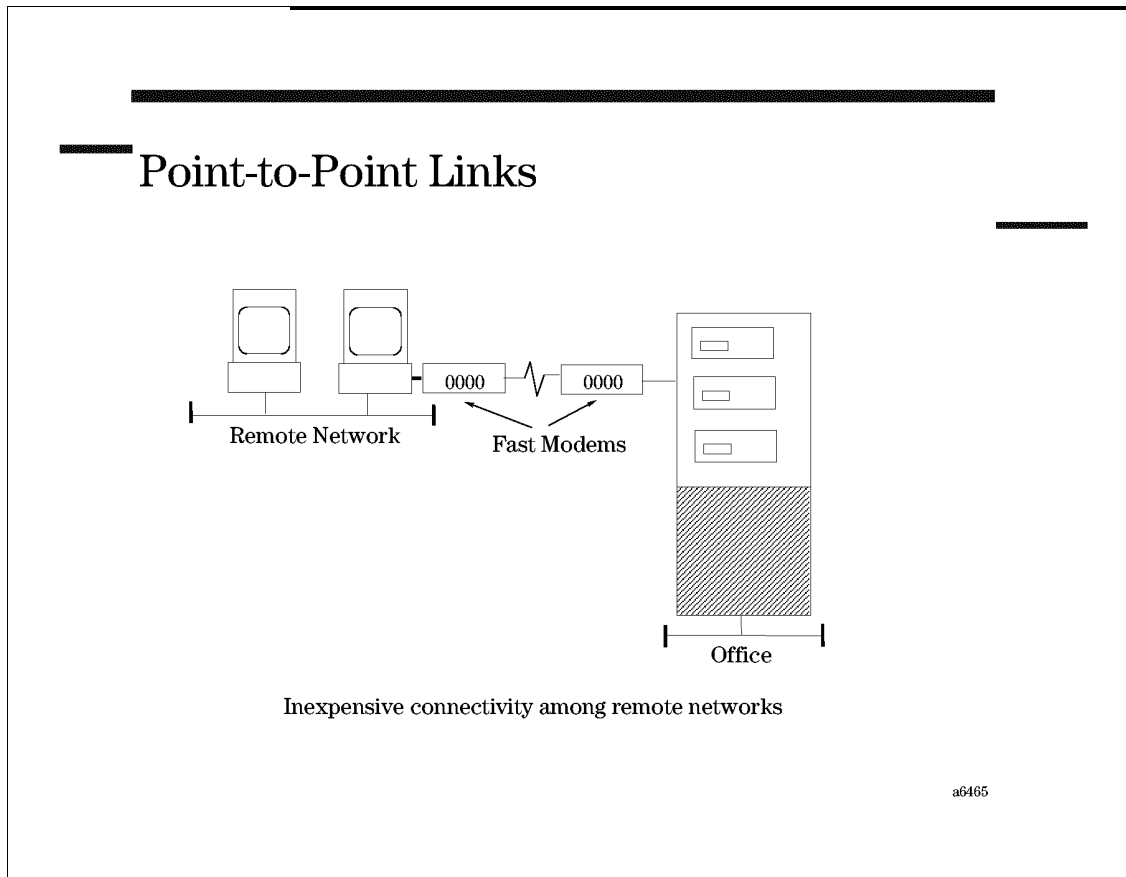 Point-to-Point Links
0000
0000
Remote Network
Fast Modems
Office
Inexpensive connectivity among remote networks
a6465